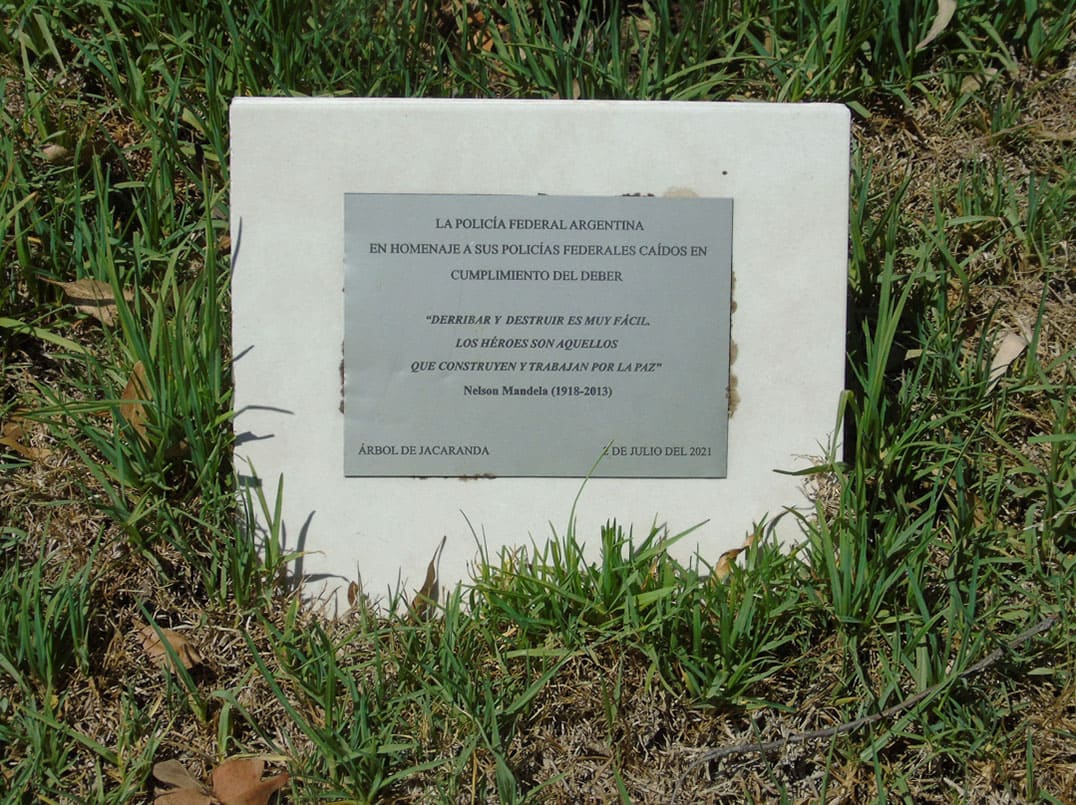 LA POLICÍA FEDERAL ARGENTINA
EN HOMENAJE A SUS POLICÍAS FEDERALES CAÍDOS EN
CUMPLIMIENTO DEL DEBER
“DERRIBAR Y DESTRUIR ES MUY FÁCIL.
LOS HÉROES SON AQUELLOS
QUE CONSTRUYEN Y TRABAJAN POR LA PAZ”
Nelson Mandela (1918-2013)
ÁRBOL DE JACARANDA 2 DE JULIO DEL 2021